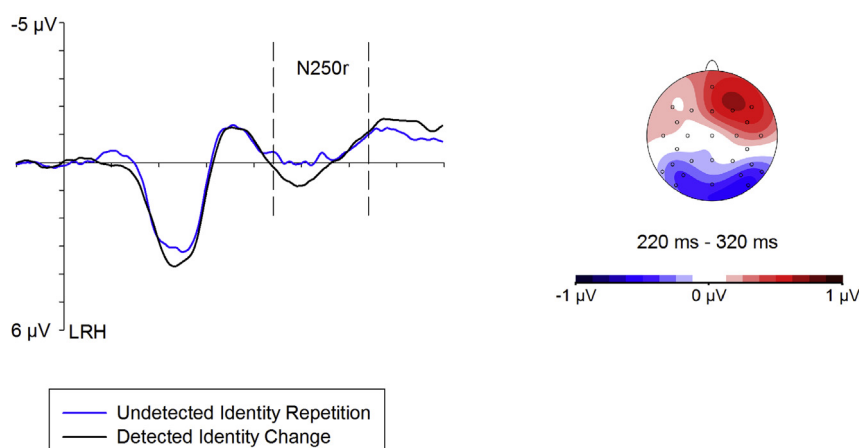 -5 µV
N250r
6 µV
LRH
220 ms - 320 ms
-1 µV
0 µV
1 µV
Undetected Identity Repetition
Detected Identity Change